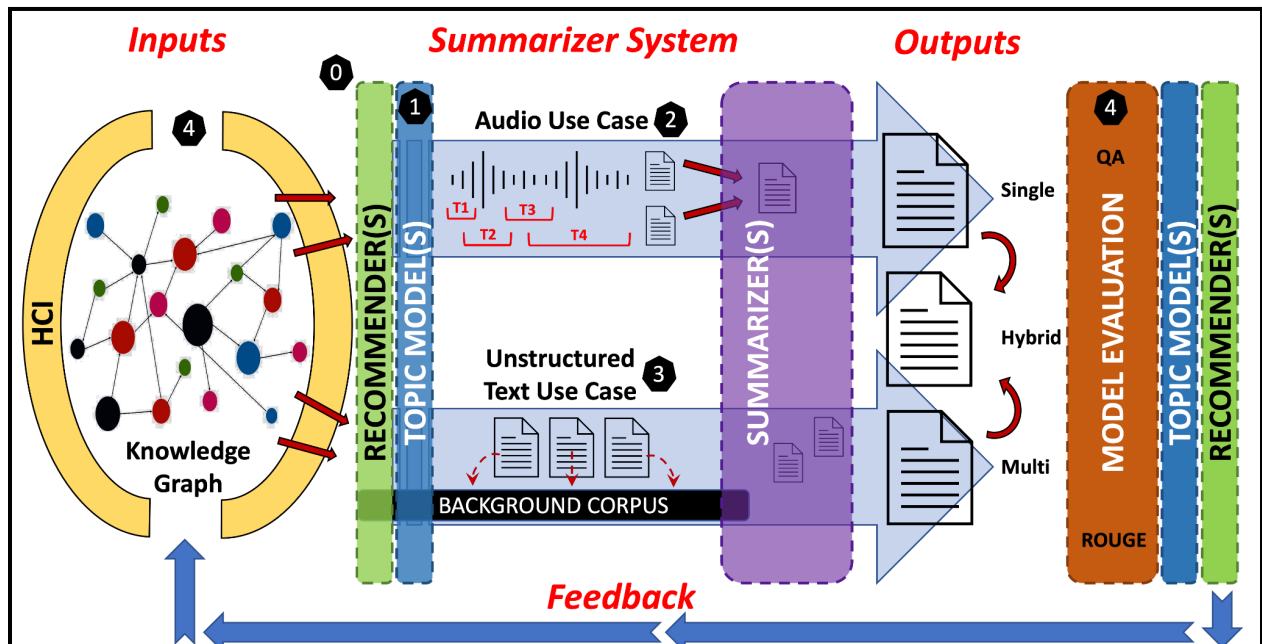 Inputs
Summarizer System
Outputs
0
4
1
Audio Use Case
2
4
QA
HCI
Knowledge
Graph
RECOMMENDER(S)
TOPIC MODEL(S)
T1
T3
T2
T4
Unstructured
Text Use Case
3
BACKGROUND CORPUS
SUMMARIZER(S)
Single
Hybrid
Multi
MODEL EVALUATION
ROUGE
TOPIC MODEL(S)
RECOMMENDER(S)
Feedback